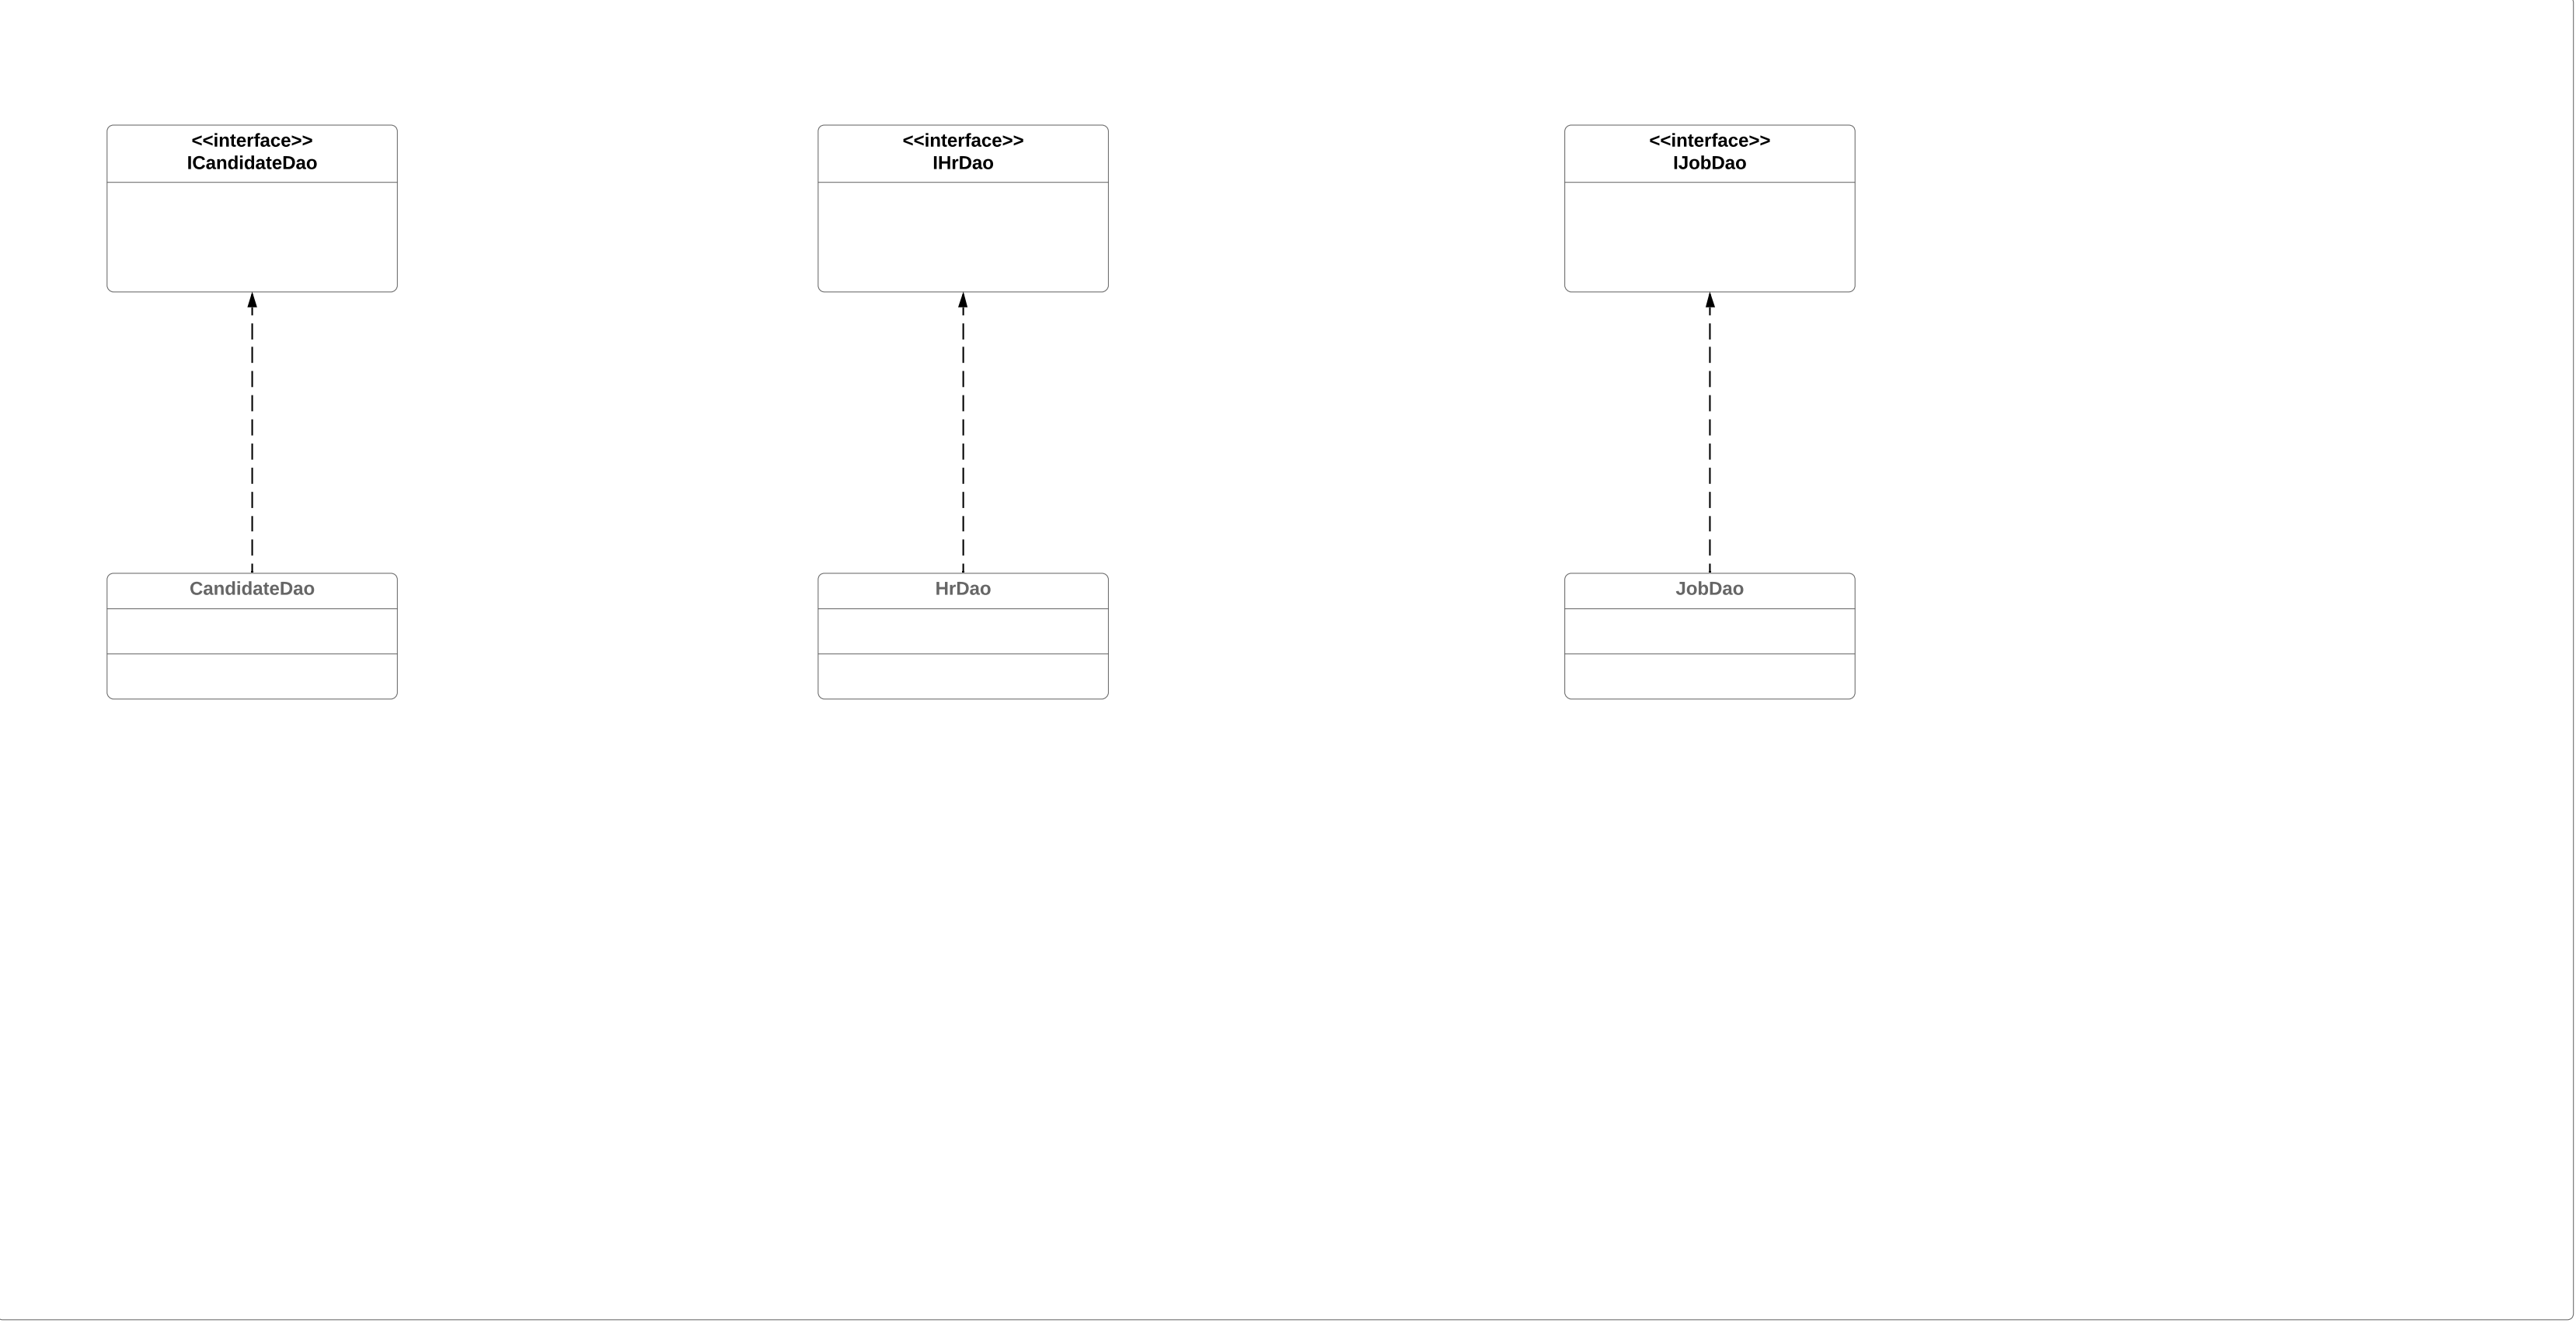 <<interface>>
ICandidateDao
<<interface>>
IHrDao
<<interface>>
IJobDao
CandidateDao
HrDao
JobDao